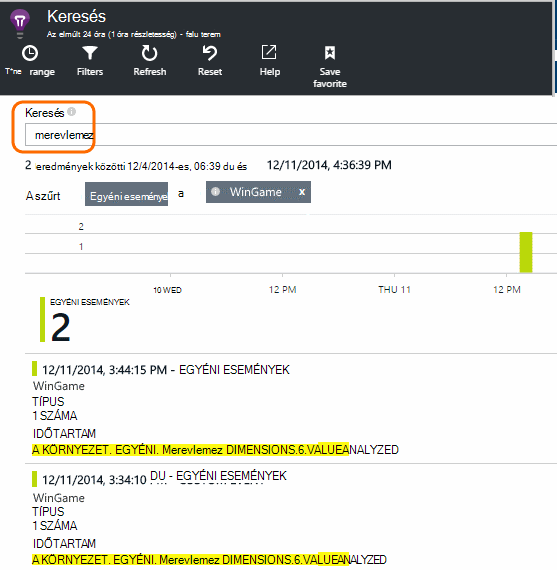 Keresés
Az elmúlt 24 óra (1 óra részletesség) - falu terem
T*ne range Filters Refresh Reset Help Save favorite
Keresés
merevlemez
2 eredmények közötti 12/4/2014-es, 06:39 du és 12/11/2014, 4:36:39 PM
A szűrt Egyéni eseménye a WinGame x
2
1
10 WED 12 PM THU 11 12 PM
EGYÉNI ESEMÉNYEK
2
12/11/2014, 3:44:15 PM - EGYÉNI ESEMÉNYEK
WinGame
TÍPUS
1 SZÁMA
IDŐTARTAM
A KÖRNYEZET. EGYÉNI. Merevlemez DIMENSIONS.6.VALUEANALYZED
12/11/2014, 3:34:10 DU - EGYÉNI ESEMÉNYEK
WinGame
TÍPUS
1 SZÁMA
IDŐTARTAM
A KÖRNYEZET. EGYÉNI. Merevlemez DIMENSIONS.6.VALUEANALYZED